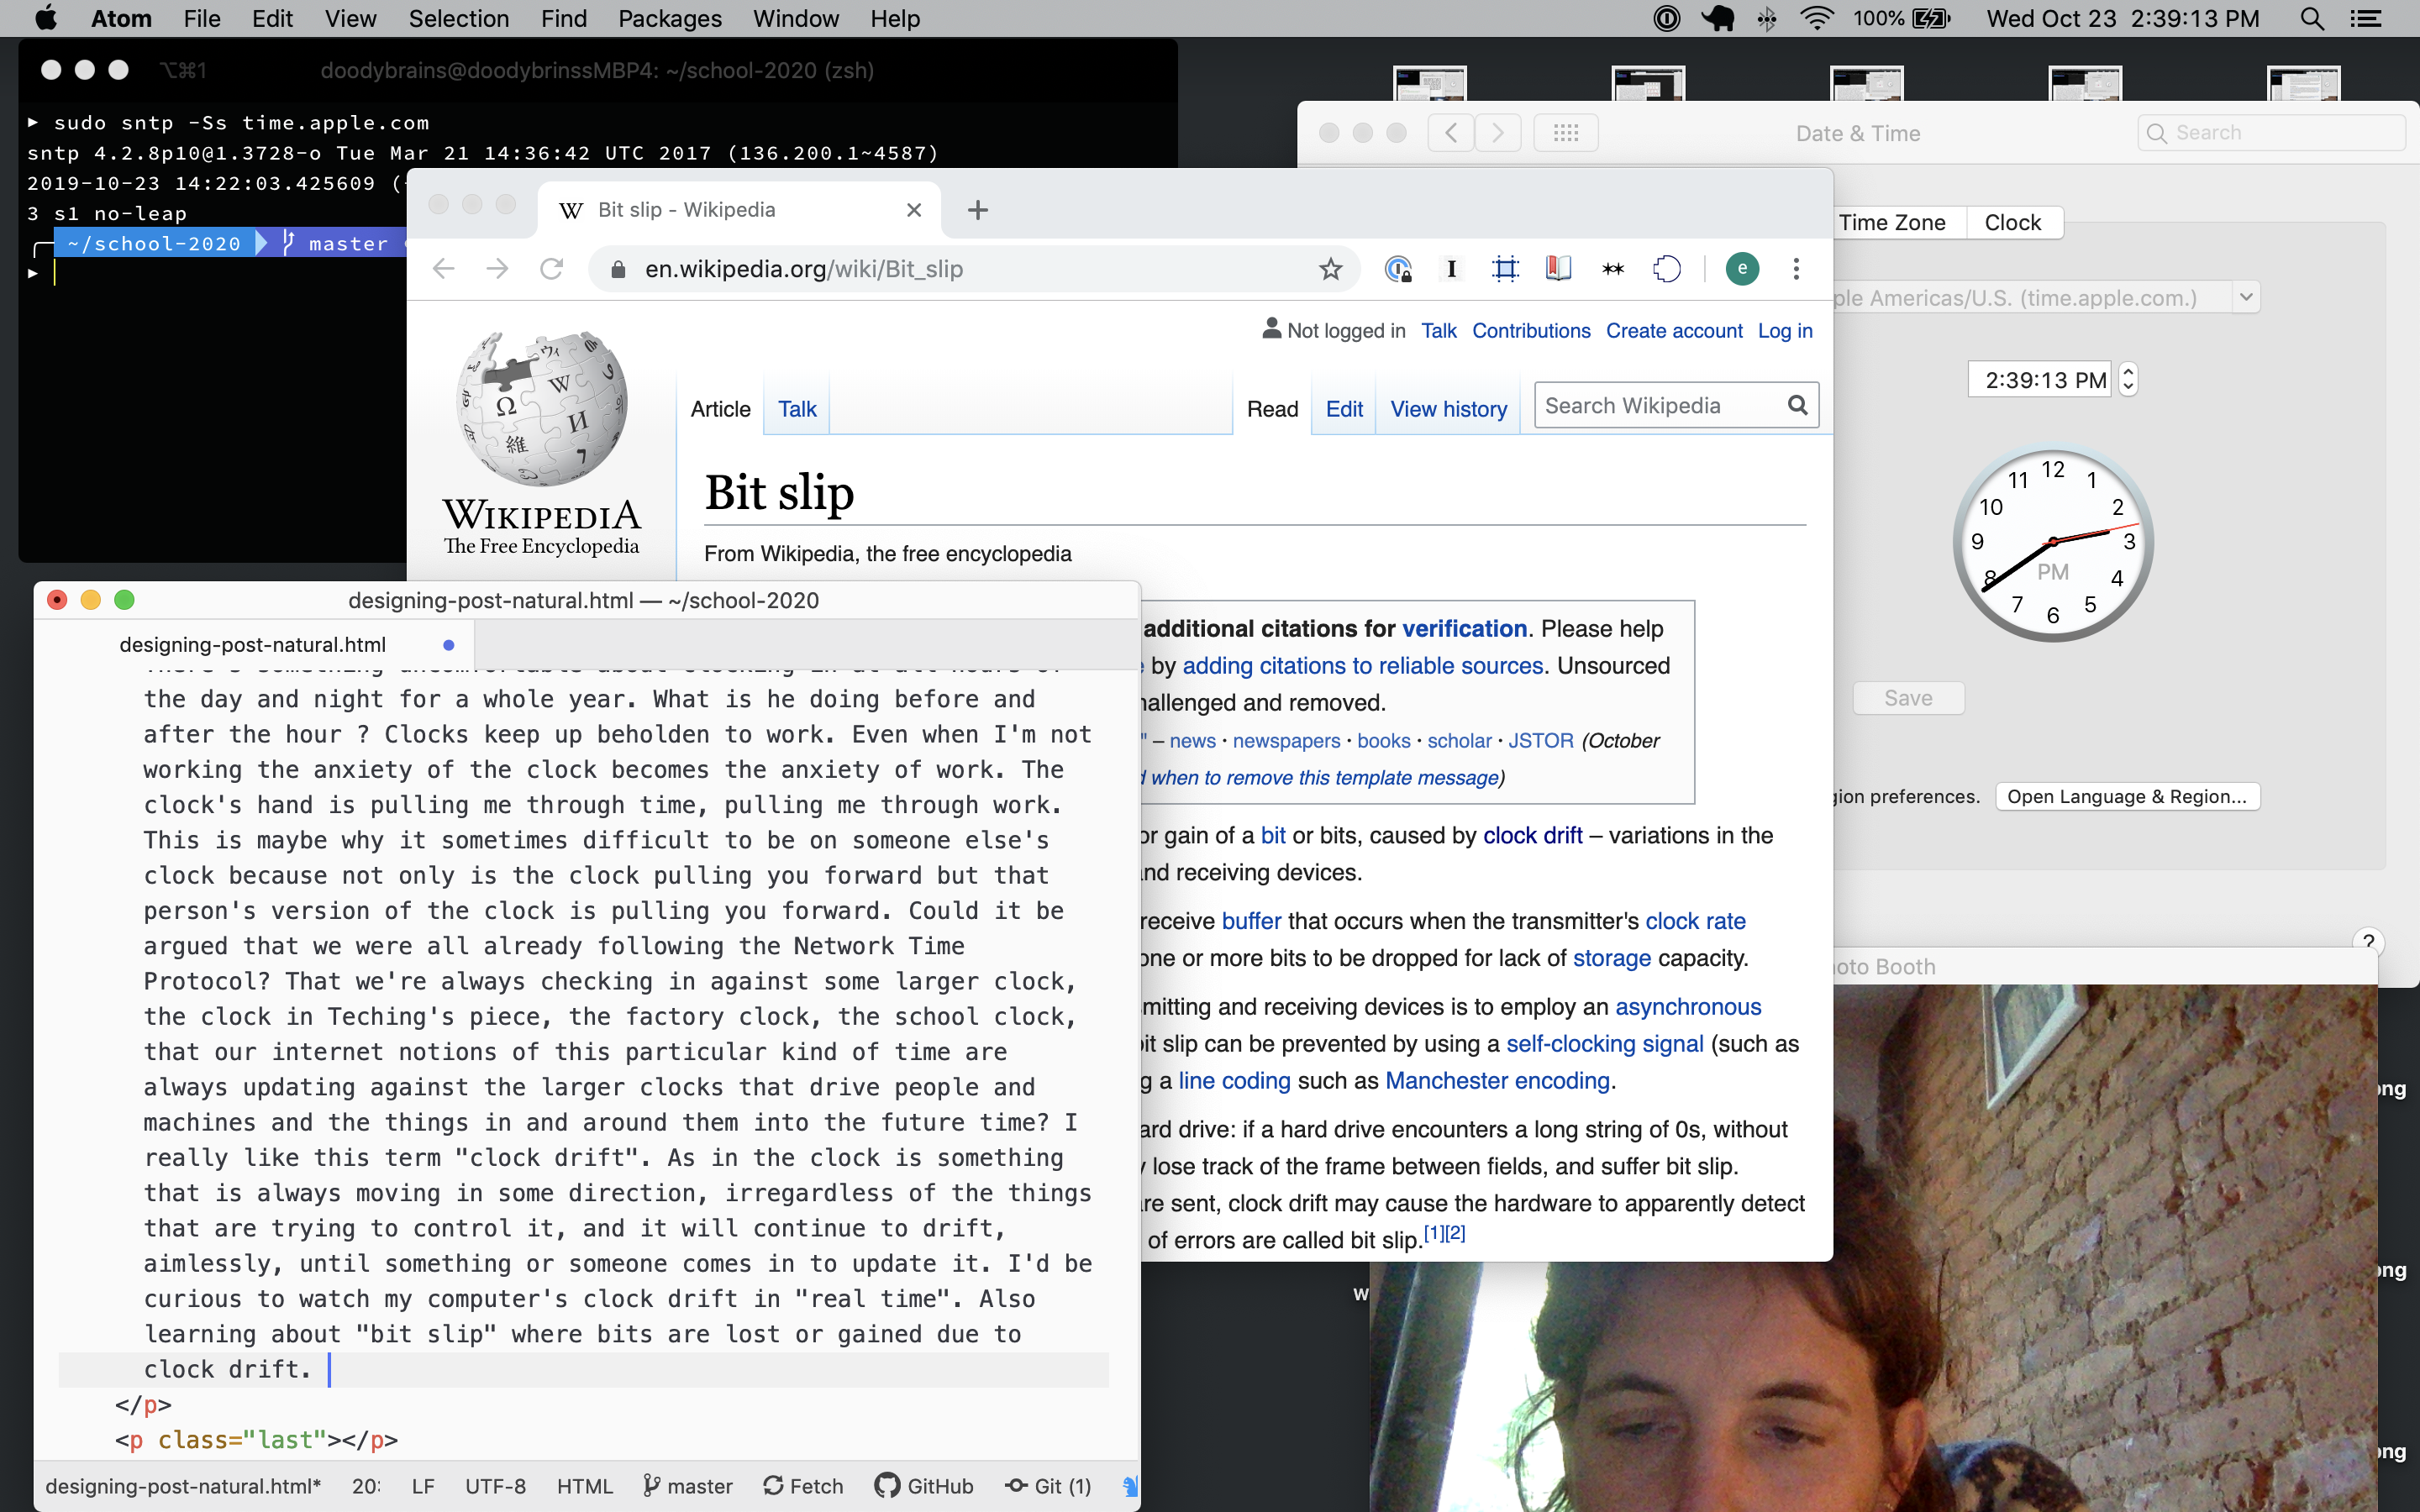 Atom File Edit View Selection Find Packages Window Help 100% Wed Oct 23 2:39:13 PM
⌥⌘1 doodybrains@doodybrinssMBP4: ~/school-2020 (zsh)
▸ sudo sntp -Ss time.apple.com
sntp 4.2.8p10@1.3728-o Tue Mar 21 14:36:42 UTC 2017 (136.200.1~4587)
2019-10-23 14:22:03.425609 (
3 s1 no-leap
~/school-2020 master
▸
Date & Time Search
Time Zone Clock
Americas/U.S. (time.apple.com.)
2:39:13 PM
12
11 1
10 2
9 3
PM
8 4
7 5
6
Save
preferences. Open Language & Region...
?
Booth
Bit slip - Wikipedia
en.wikipedia.org/wiki/Bit_slip
e
Not logged in Talk Contributions Create account Log in
WIKIPEDIA
The Free Encyclopedia
Article Talk Read Edit View history Search Wikipedia
Bit slip
From Wikipedia, the free encyclopedia
additional citations for verification. Please help
by adding citations to reliable sources. Unsourced
challenged and removed.
" – news · newspapers · books · scholar · JSTOR (October
when to remove this template message)
or gain of a bit or bits, caused by clock drift – variations in the
and receiving devices.
receive buffer that occurs when the transmitter's clock rate
one or more bits to be dropped for lack of storage capacity.
mitting and receiving devices is to employ an asynchronous
bit slip can be prevented by using a self-clocking signal (such as
a line coding such as Manchester encoding.
hard drive: if a hard drive encounters a long string of 0s, without
lose track of the frame between fields, and suffer bit slip.
are sent, clock drift may cause the hardware to apparently detect
of errors are called bit slip.[1][2]
designing-post-natural.html — ~/school-2020
designing-post-natural.html
There's something uncomfortable about clocking in at all hours of
the day and night for a whole year. What is he doing before and
after the hour ? Clocks keep up beholden to work. Even when I'm not
working the anxiety of the clock becomes the anxiety of work. The
clock's hand is pulling me through time, pulling me through work.
This is maybe why it sometimes difficult to be on someone else's
clock because not only is the clock pulling you forward but that
person's version of the clock is pulling you forward. Could it be
argued that we were all already following the Network Time
Protocol? That we're always checking in against some larger clock,
the clock in Teching's piece, the factory clock, the school clock,
that our internet notions of this particular kind of time are
always updating against the larger clocks that drive people and
machines and the things in and around them into the future time? I
really like this term "clock drift". As in the clock is something
that is always moving in some direction, irregardless of the things
that are trying to control it, and it will continue to drift,
aimlessly, until something or someone comes in to update it. I'd be
curious to watch my computer's clock drift in "real time". Also
learning about "bit slip" where bits are lost or gained due to
clock drift.
</p>
<p class="last"></p>
designing-post-natural.html* 20: LF UTF-8 HTML master Fetch GitHub Git (1)